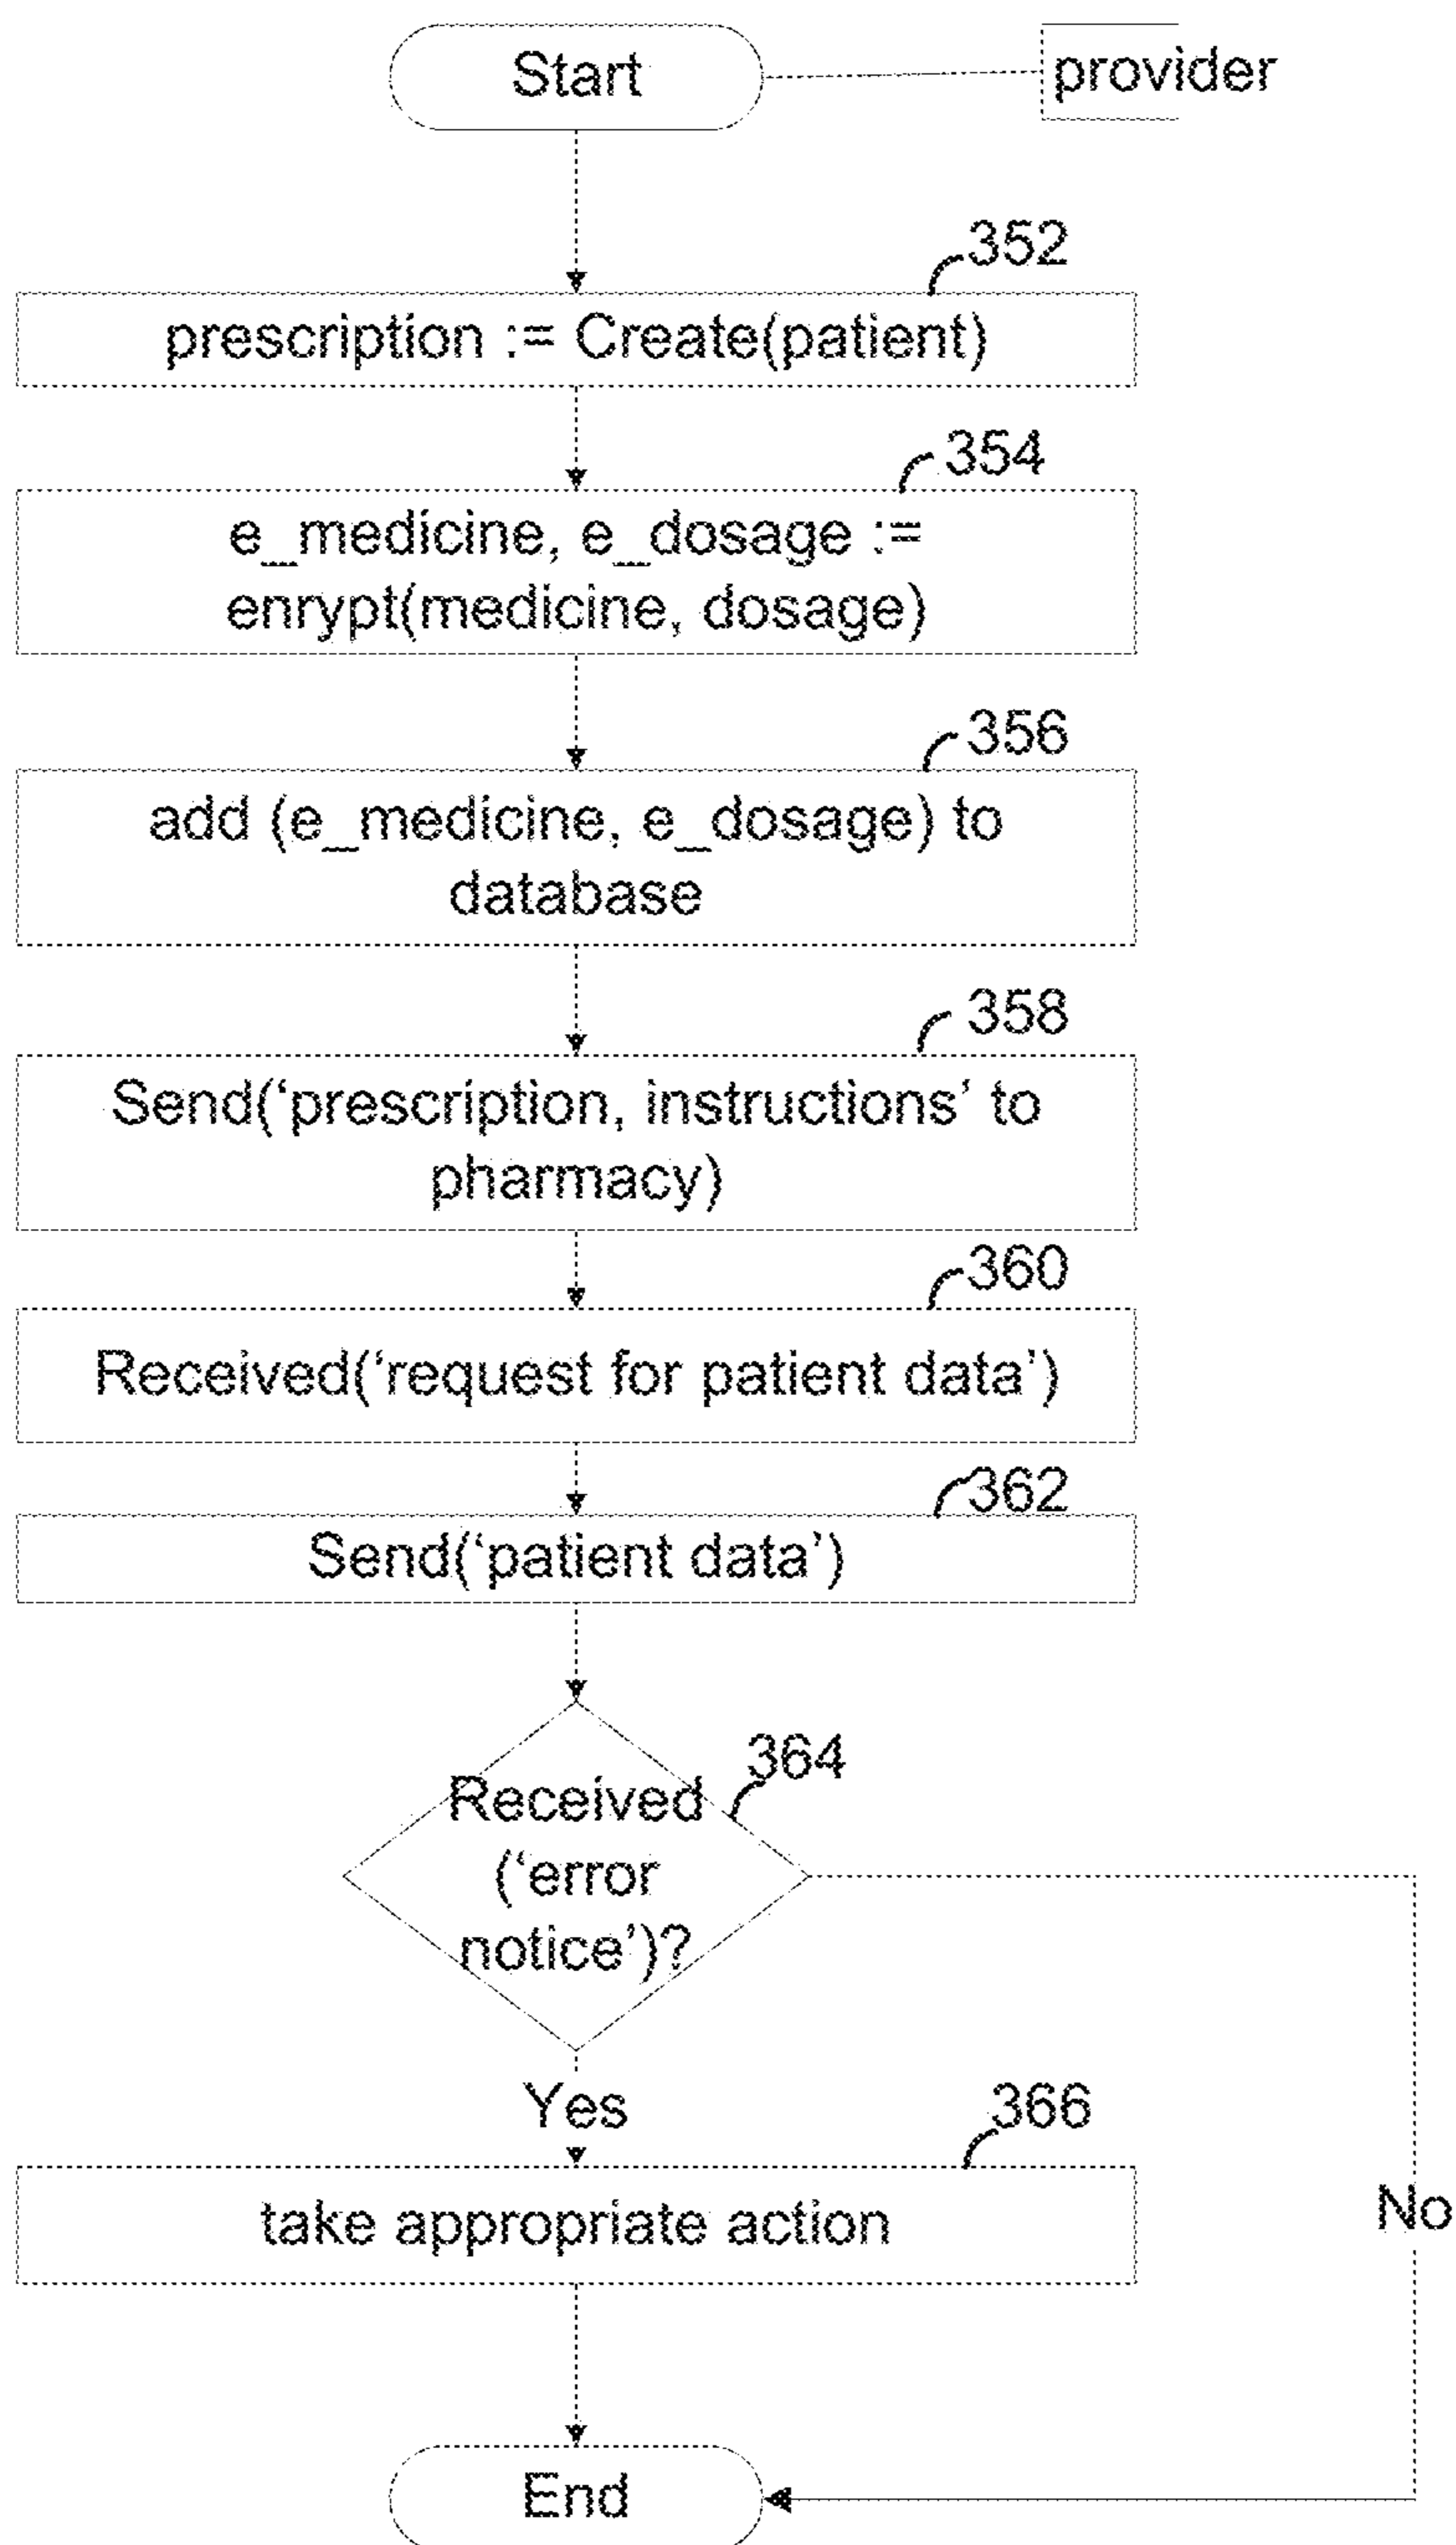 Start
provider
352
prescription := Create(patient)
354
e_medicine, e_dosage :=
enrypt(medicine, dosage)
356
add (e_medicine, e_dosage) to
database
358
Send(‘prescription, instructions’ to
pharmacy)
360
Received(‘request for patient data’)
362
Send(‘patient data’)
364
Received
(‘error
notice’)?
Yes
366
take appropriate action
No
End